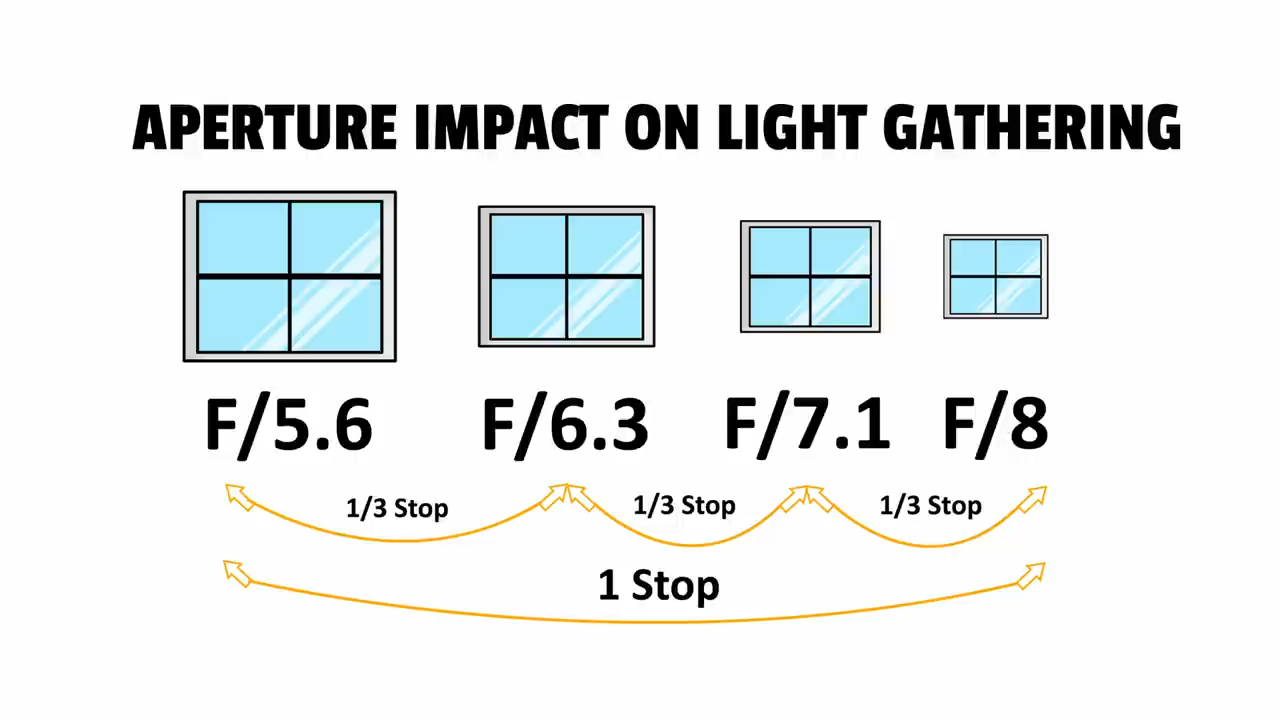 APERTURE IMPACT ON LIGHT GATHERING
F/5.6 F/6.3 F/7.1 F/8
1/3 Stop 1/3 Stop 1/3 Stop
1 Stop